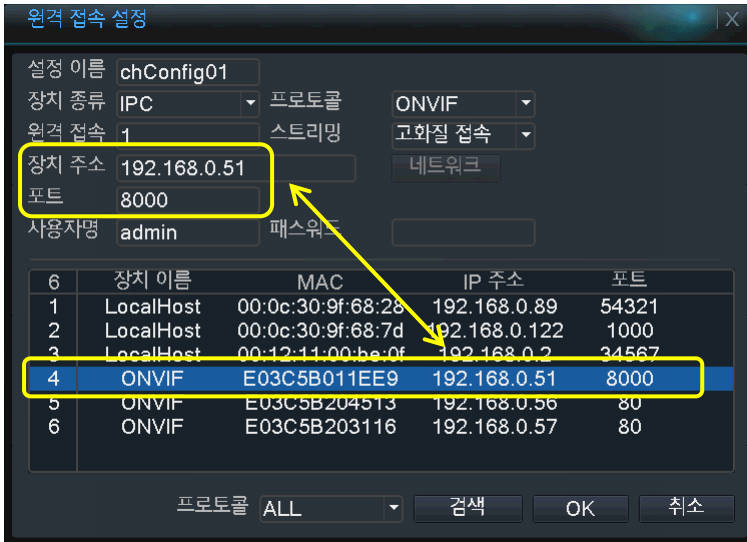 원격 접속 설정
설정 이름 chConfig01
장치 종류 IPC 프로토콜 ONVIF
원격 접속 1 스트리밍 고화질 접속
장치 주소 192.168.0.51 네트워크
포트 8000
사용자명 admin 패스워드
6 장치 이름 MAC IP 주소 포트
1 LocalHost 00:0c:30:9f:68:28 192.168.0.89 54321
2 LocalHost 00:0c:30:9f:68:7d 192.168.0.122 1000
3 LocalHost 00:12:11:00:be:0f 192.168.0.2 34567
4 ONVIF E03C5B011EE9 192.168.0.51 8000
5 ONVIF E03C5B204513 192.168.0.56 80
6 ONVIF E03C5B203116 192.168.0.57 80
프로토콜 ALL 검색 OK 취소